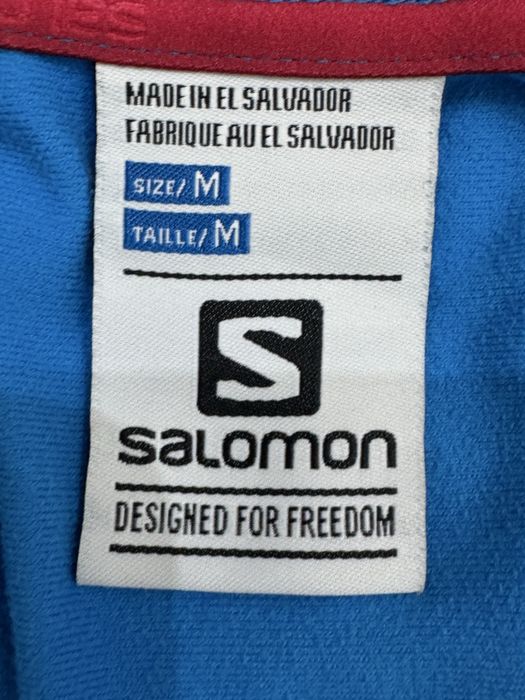 MADE IN EL SALVADOR
FABRIQUE AU EL SALVADOR
SIZE/ M
TAILLE/ M
S
SALOMON
DESIGNED FOR FREEDOM